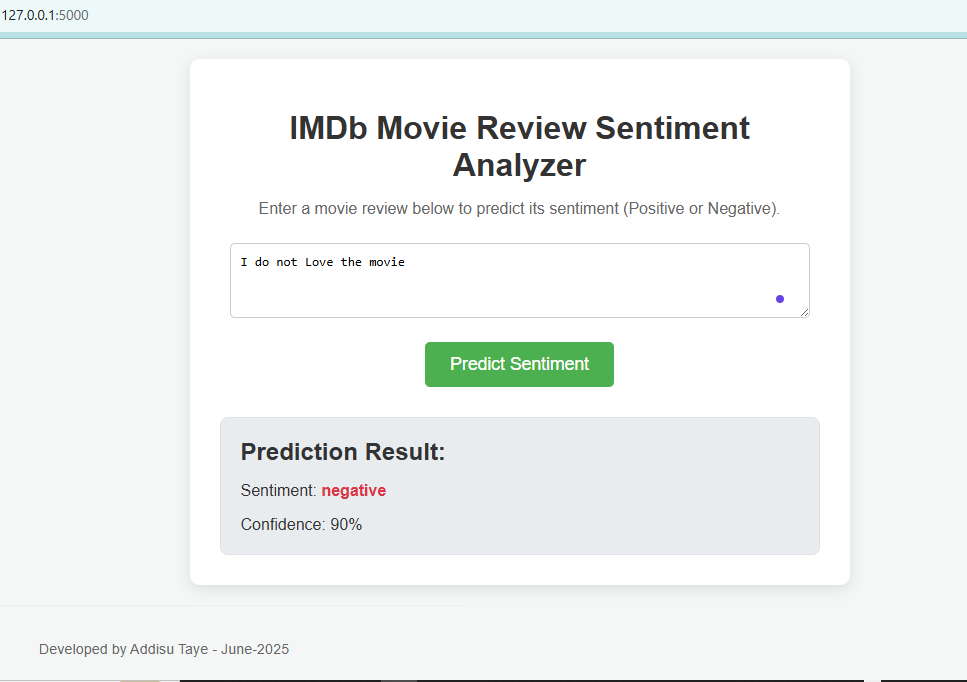 127.0.0.1:5000
IMDb Movie Review Sentiment
Analyzer
Enter a movie review below to predict its sentiment (Positive or Negative).
I do not Love the movie
Predict Sentiment
Prediction Result:
Sentiment: negative
Confidence: 90%
Developed by Addisu Taye - June-2025